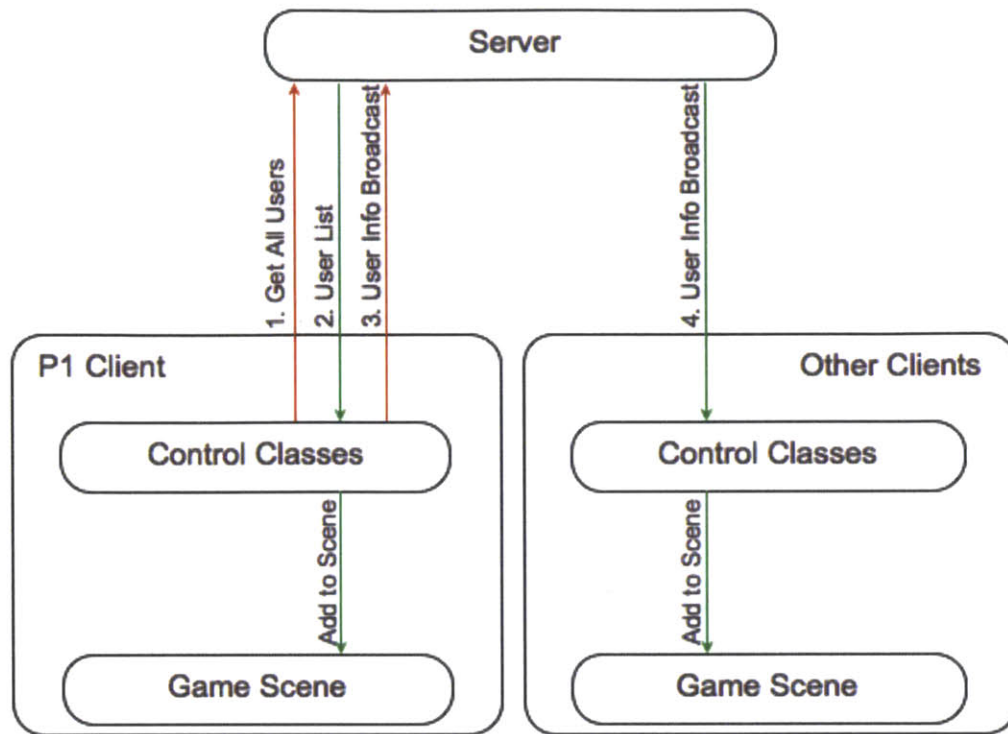 Server
1. Get All Users
2. User List
3. User Info Broadcast
4. User Info Broadcast
P1 Client
Other Clients
Control Classes
Control Classes
Add to Scene
Add to Scene
Game Scene
Game Scene